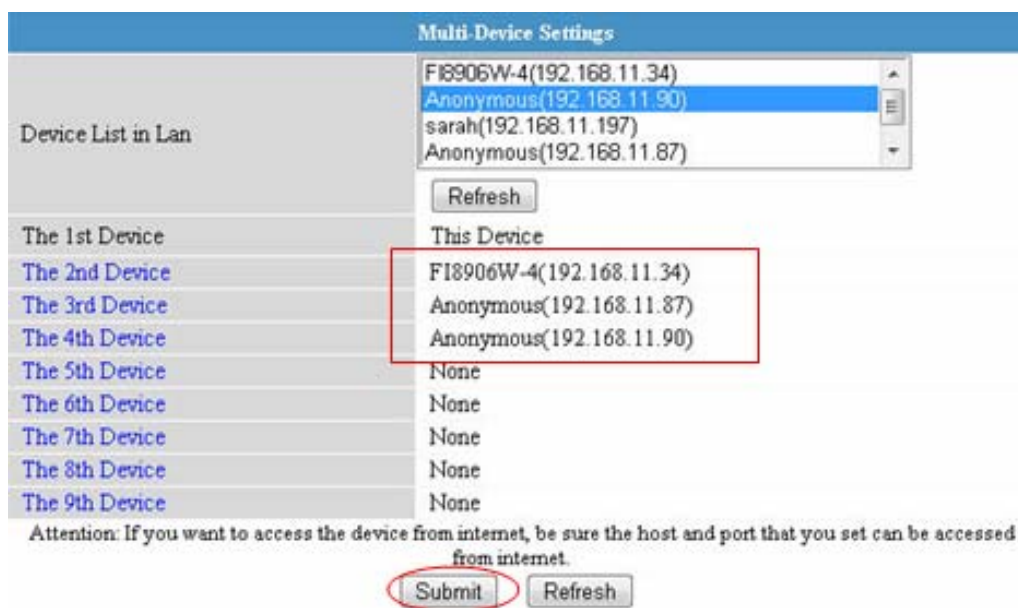 Multi-Device Settings
Device List in Lan
FI8906W-4(192.168.11.34)
Anonymous(192.168.11.90)
sarah(192.168.11.197)
Anonymous(192.168.11.87)
Refresh
The 1st Device This Device
The 2nd Device FI8906W-4(192.168.11.34)
The 3rd Device Anonymous(192.168.11.87)
The 4th Device Anonymous(192.168.11.90)
The 5th Device None
The 6th Device None
The 7th Device None
The 8th Device None
The 9th Device None
Attention: If you want to access the device from internet, be sure the host and port that you set can be accessed
from internet.
Submit Refresh